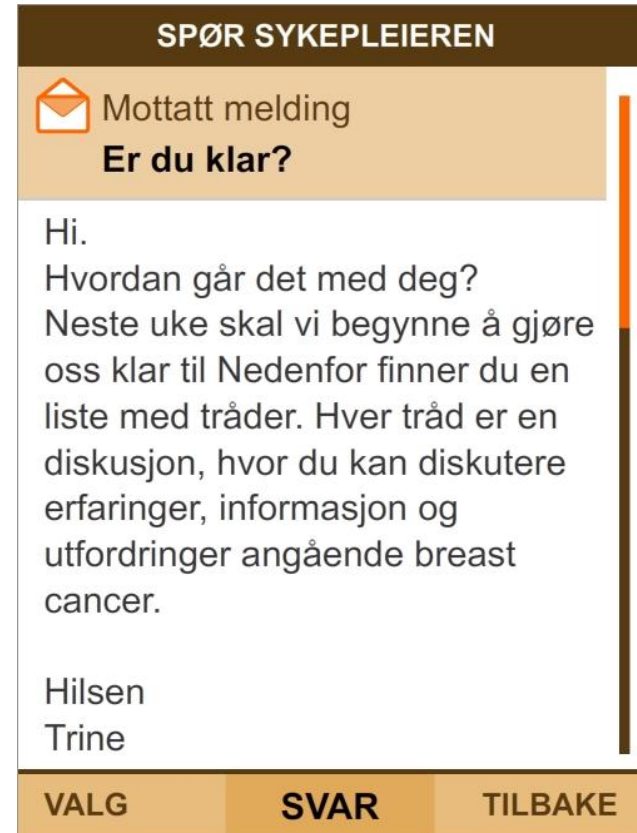 SPØR SYKEPLEIEREN
Mottatt melding
Er du klar?
Hi.
Hvordan går det med deg?
Neste uke skal vi begynne å gjøre
oss klar til Nedenfor finner du en
liste med tråder. Hver tråd er en
diskusjon, hvor du kan diskutere
erfaringer, informasjon og
utfordringer angående breast
cancer.
Hilsen
Trine
VALG SVAR TILBAKE